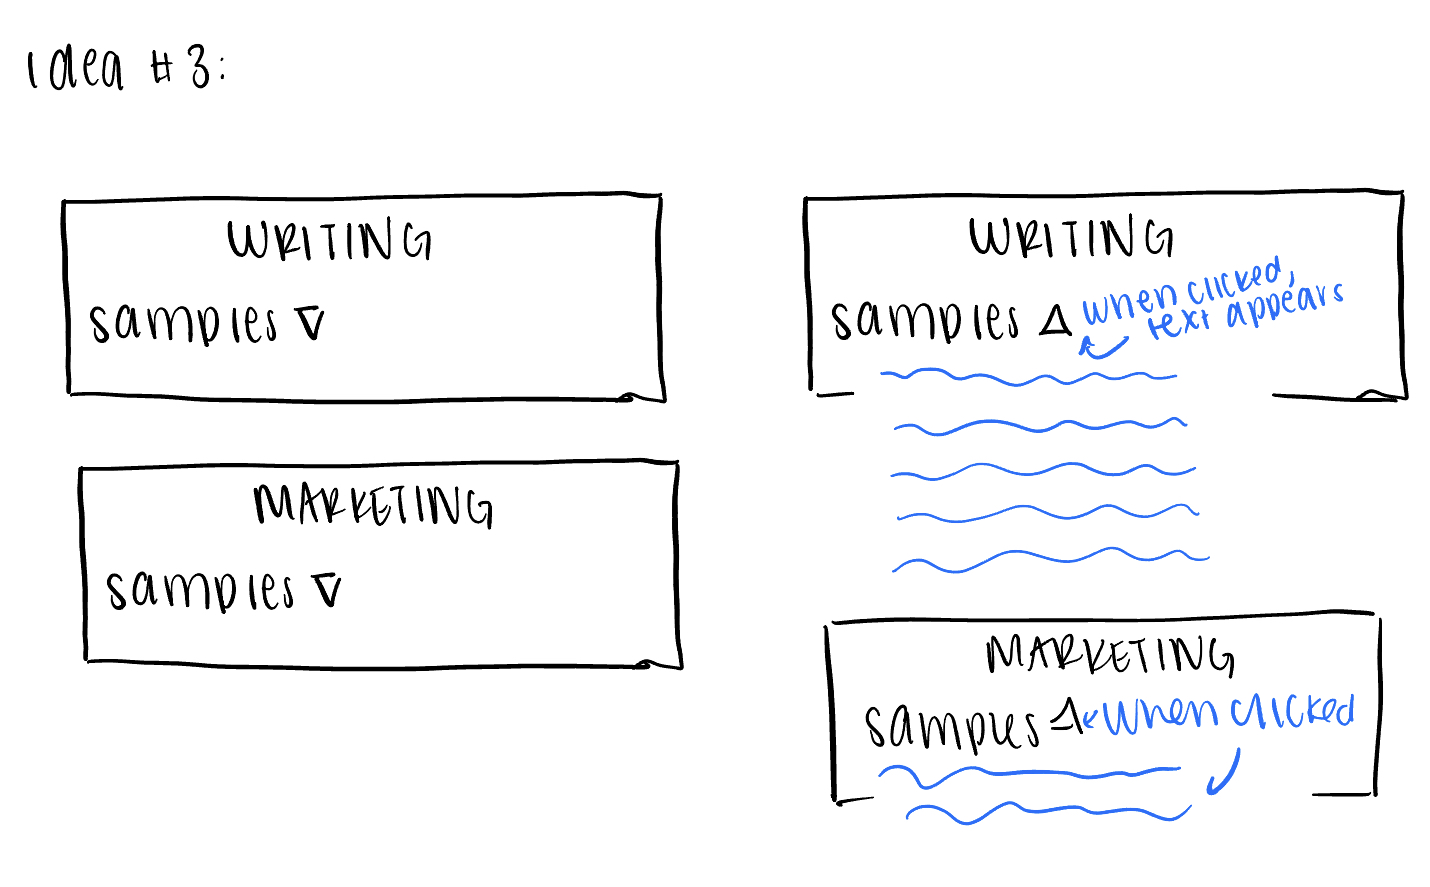 Idea #3:
WRITING
samples
MARKETING
samples
WRITING
samples
when clicked,
text appears
MARKETING
samples
when clicked